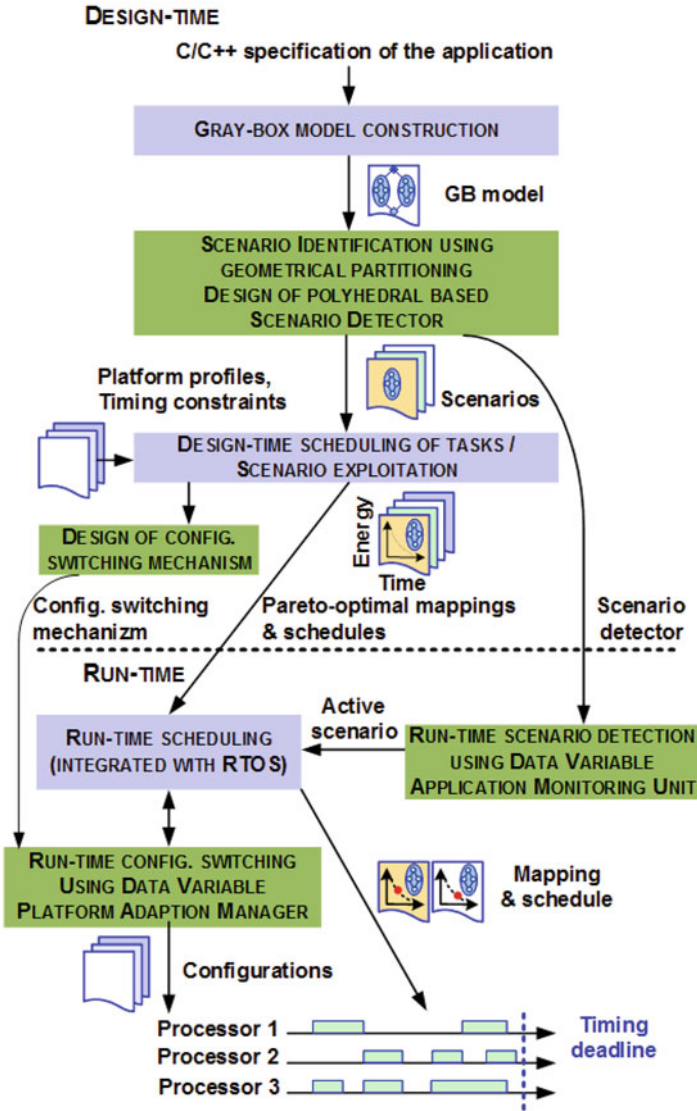 DESIGN-TIME
C/C++ specification of the application
GRAY-BOX MODEL CONSTRUCTION
GB model
SCENARIO IDENTIFICATION USING
GEOMETRICAL PARTITIONING
DESIGN OF POLYHEDRAL BASED
SCENARIO DETECTOR
Platform profiles,
Timing constraints
Scenarios
DESIGN-TIME SCHEDULING OF TASKS /
SCENARIO EXPLOITATION
DESIGN OF CONFIG.
SWITCHING MECHANISM
Energy
Time
Config. switching
mechanizm
Pareto-optimal mappings
& schedules
Scenario
detector
RUN-TIME
Active
scenario
RUN-TIME SCHEDULING
(INTEGRATED WITH RTOS)
RUN-TIME SCENARIO DETECTION
USING DATA VARIABLE
APPLICATION MONITORING UNIT
RUN-TIME CONFIG. SWITCHING
USING DATA VARIABLE
PLATFORM ADAPTION MANAGER
Mapping
& schedule
Configurations
Processor 1
Processor 2
Processor 3
Timing
deadline